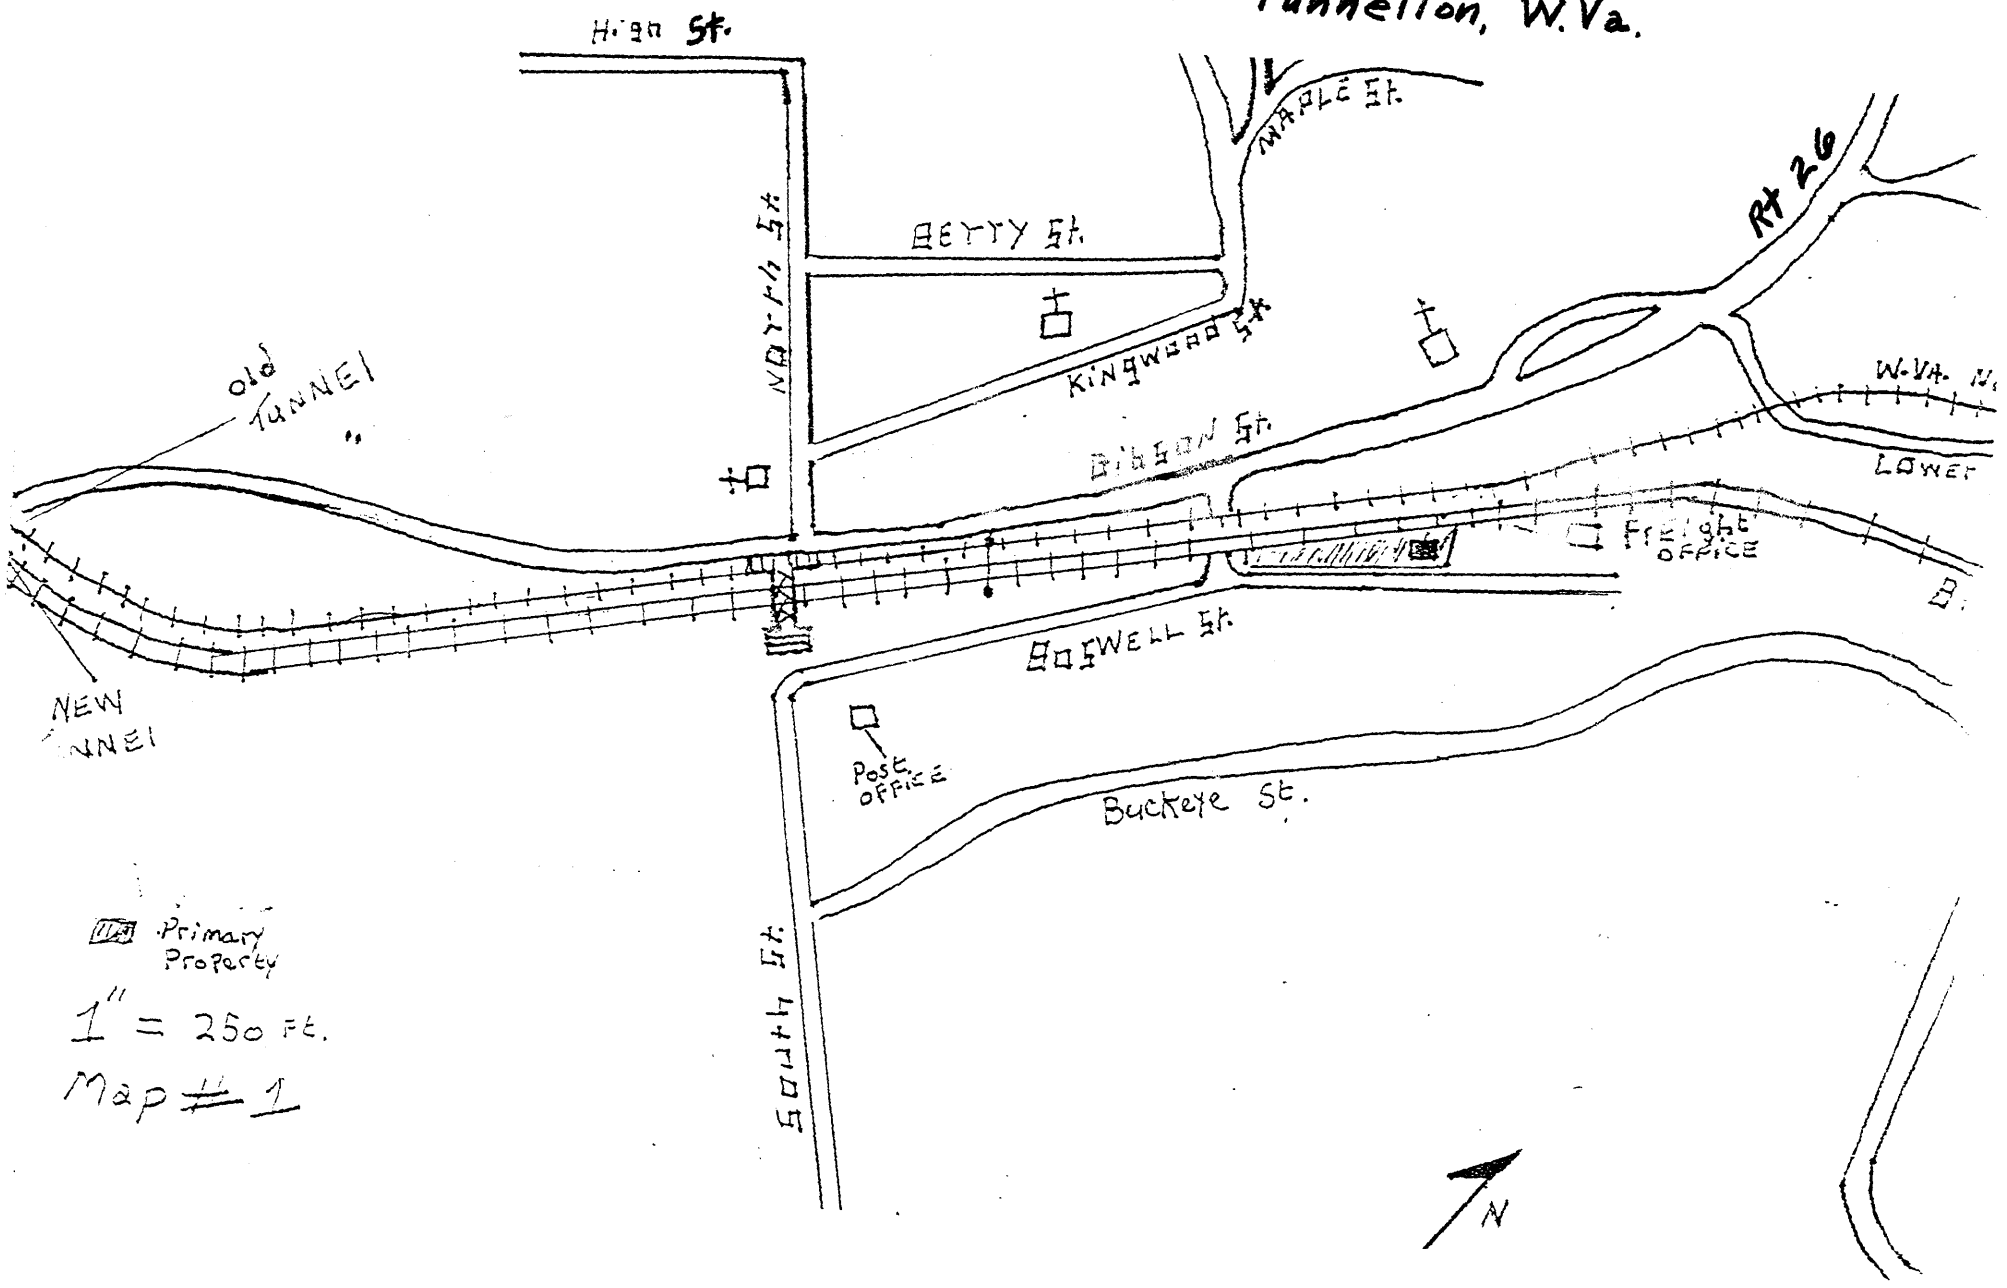 Tunnelton, W.Va.
High St.
MAPLE St.
Rt 26
North St
BErry St.
Kingwood St.
old
TUNNEl
W.VA. N.
GibSON St.
LOWEr
FrEight
OFFICE
B.
BOSWELL St.
NEW
Post
OFFICE
Buckeye St.
South St.
Primary
Property
1" = 250 Ft.
Map # 1
N